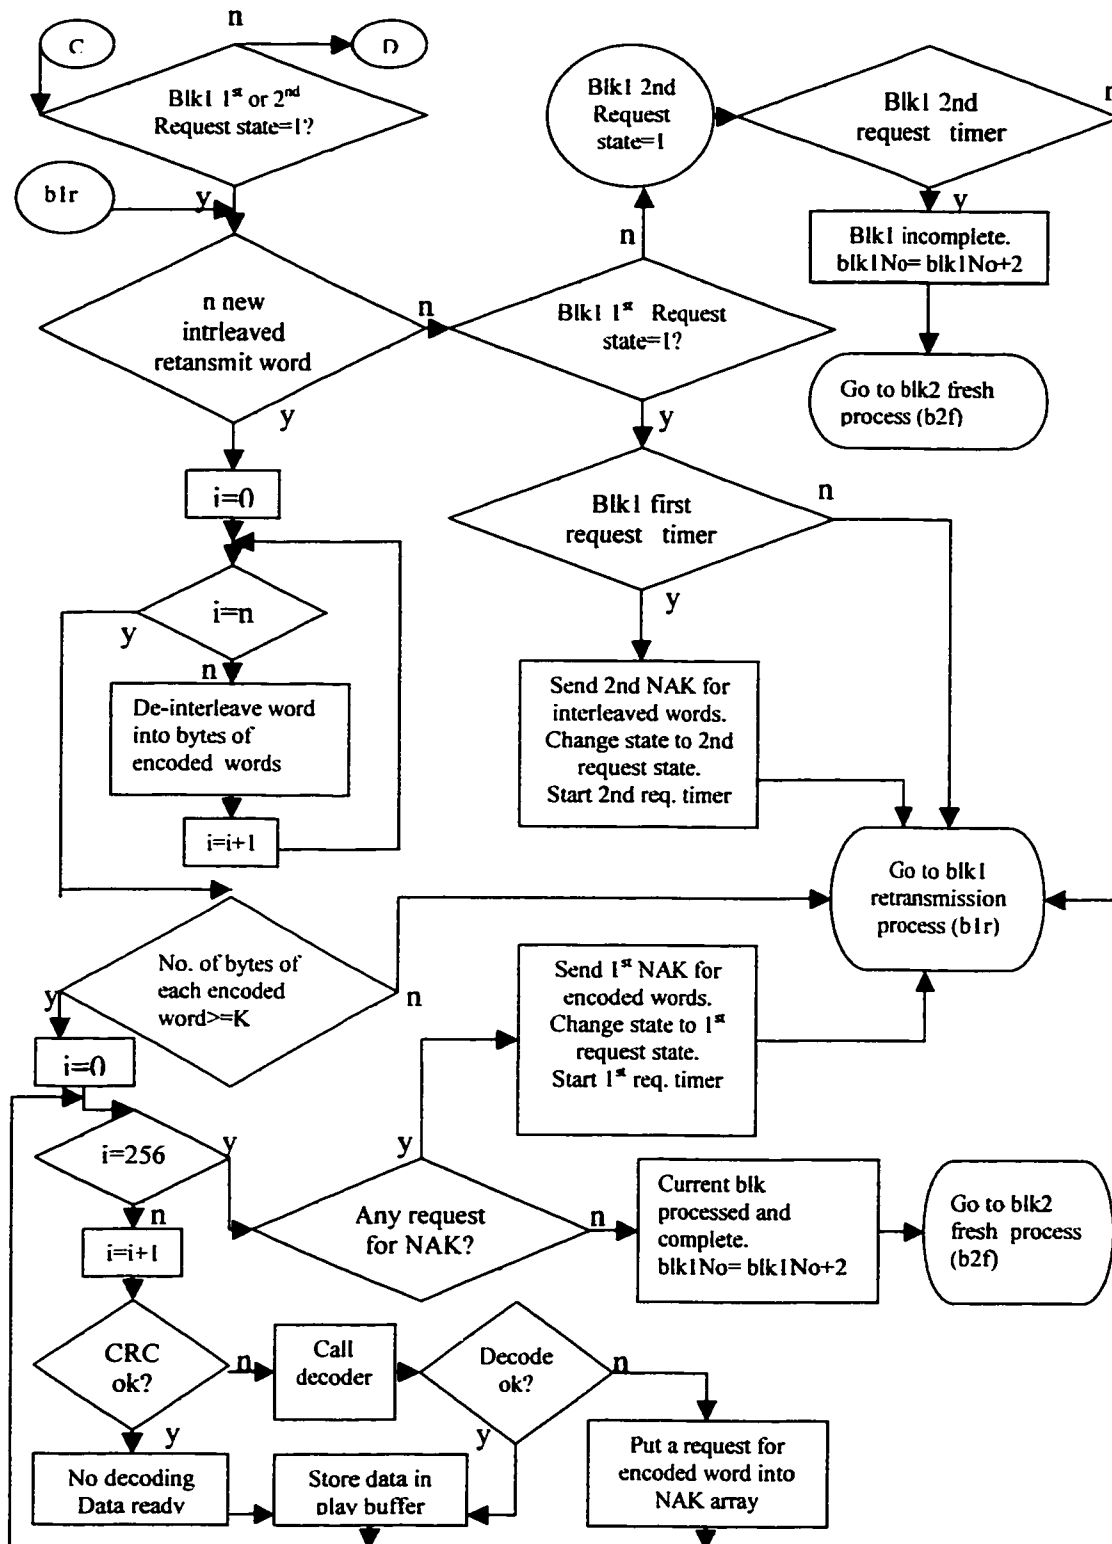 n
C
D
Blk1 1st or 2nd
Request state=1?
Blk1 2nd
Request
state=1
Blk1 2nd
request timer
n
b1r
y
y
Blk1 incomplete.
blk1No= blk1No+2
n
n new
intrleaved
retansmit word
n
Blk1 1st Request
state=1?
Go to blk2 fresh
process (b2f)
y
y
i=0
Blk1 first
request timer
n
i=n
y
y
n
De-interleave word
into bytes of
encoded words
Send 2nd NAK for
interleaved words.
Change state to 2nd
request state.
Start 2nd req. timer
i=i+1
Go to blk1
retransmission
process (b1r)
No. of bytes of
each encoded
word>=K
y
n
Send 1st NAK for
encoded words.
Change state to 1st
request state.
Start 1st req. timer
i=0
i=256
y
y
n
Any request
for NAK?
n
Current blk
processed and
complete.
blk1No= blk1No+2
Go to blk2
fresh process
(b2f)
i=i+1
CRC
ok?
n
Call
decoder
Decode
ok?
n
y
y
No decoding
Data ready
Store data in
play buffer
Put a request for
encoded word into
NAK array